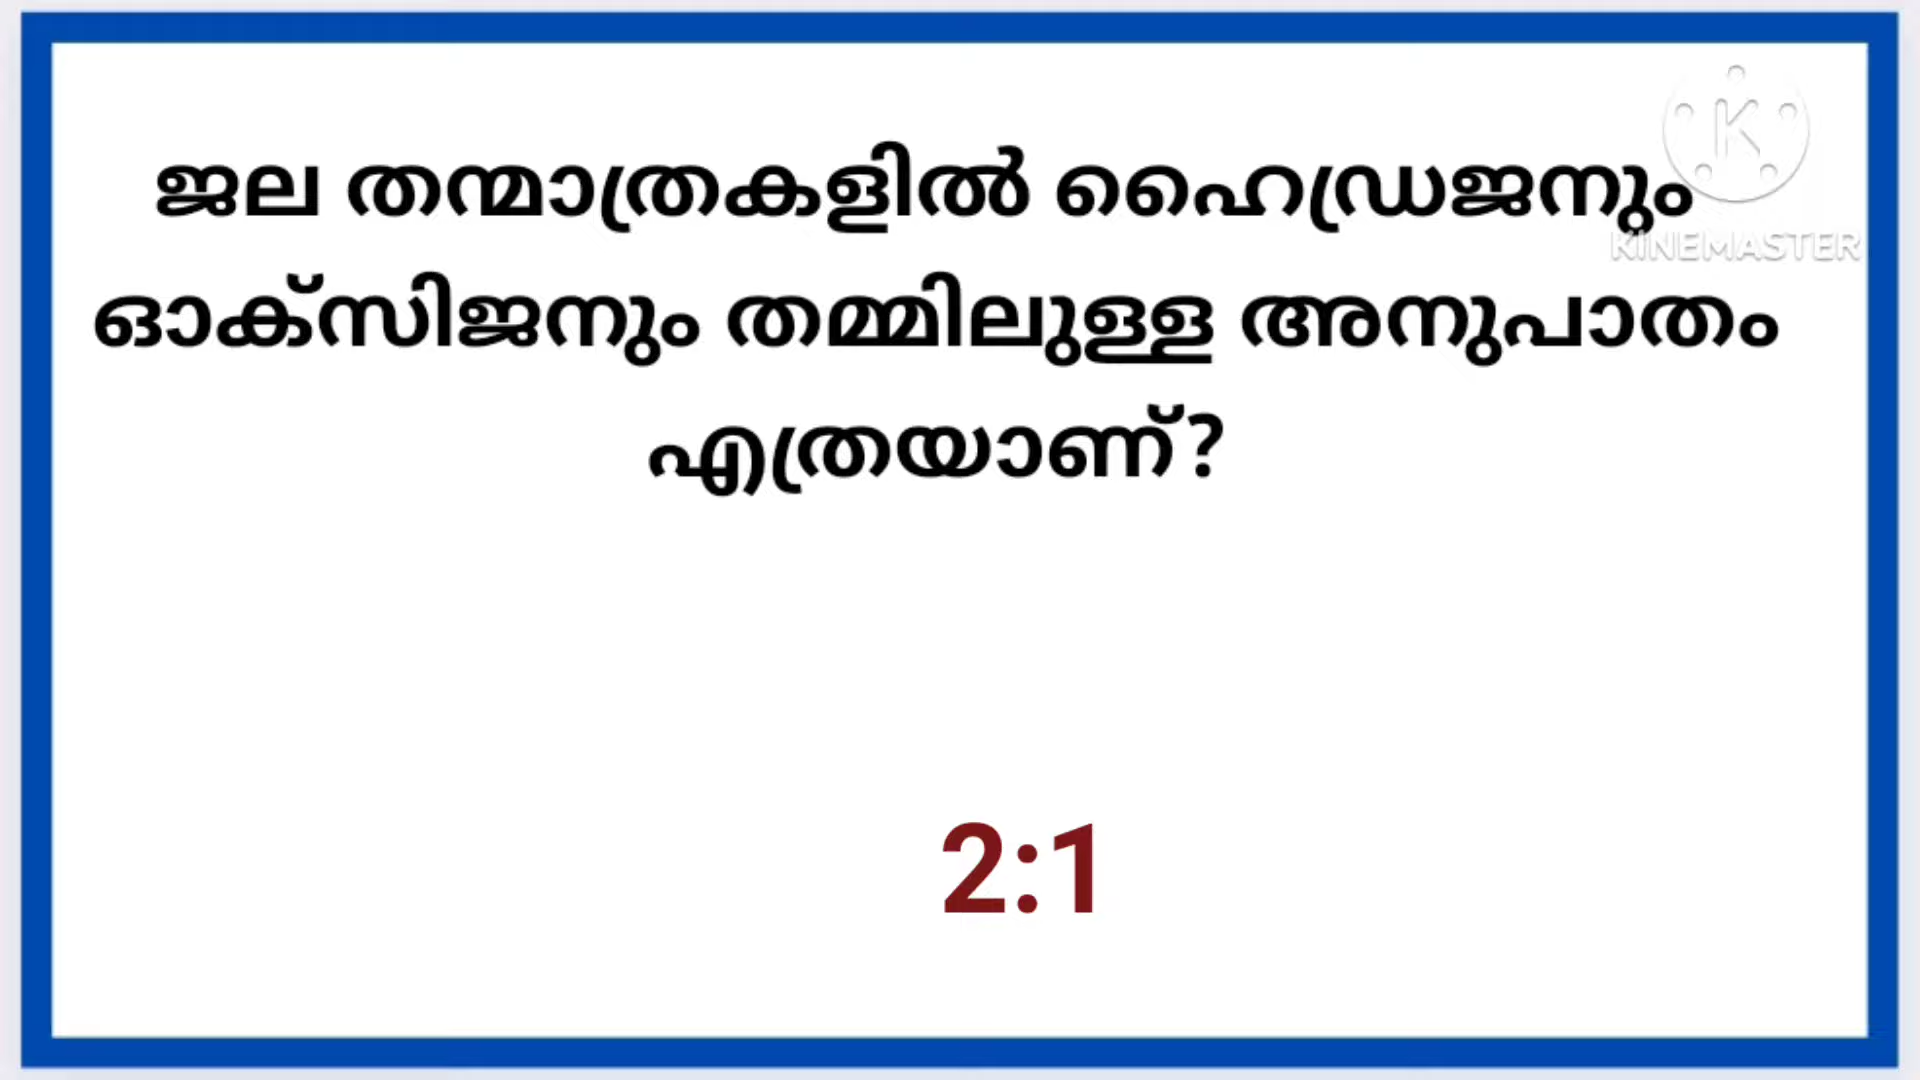 ജല തന്മാത്രകളിൽ ഹൈഡ്രജനും
ഓക്സിജനും തമ്മിലുള്ള അനുപാതം
എത്രയാണ്?
2:1
K
KINEMASTER